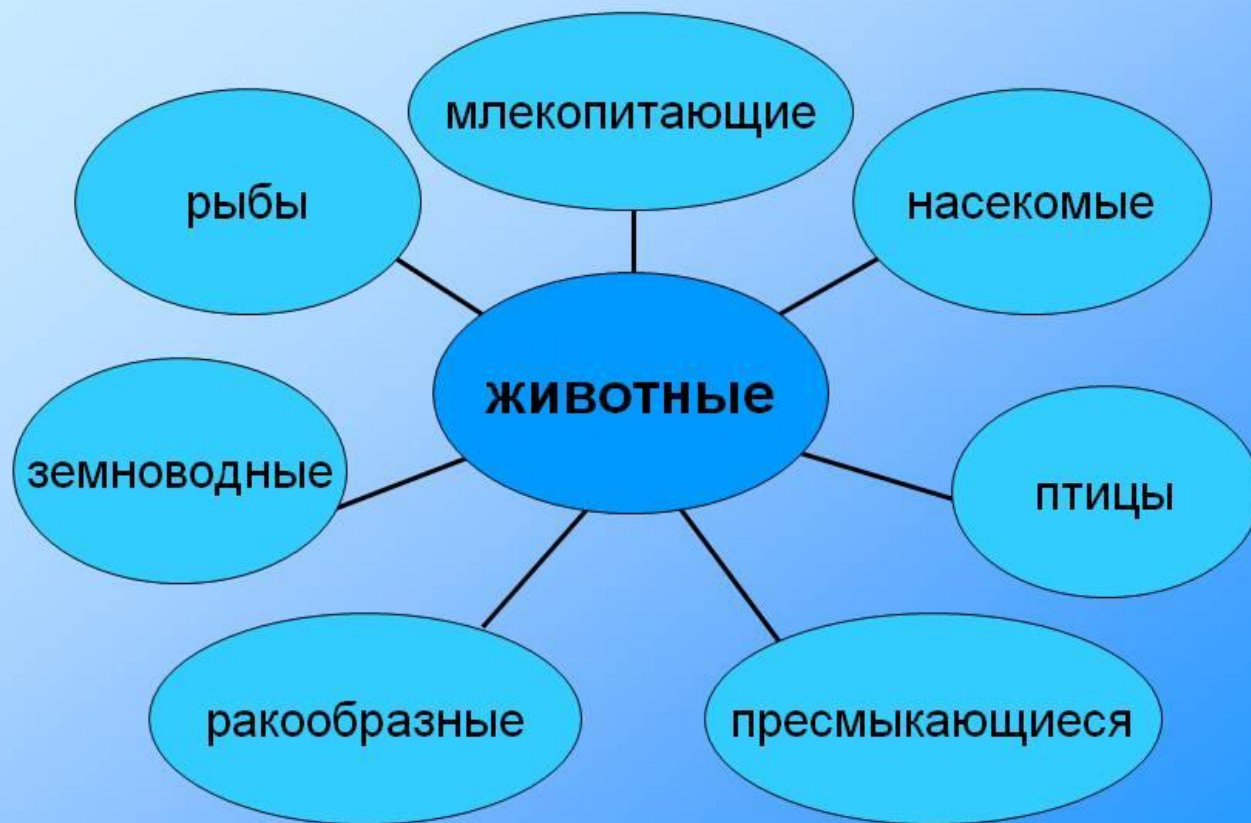 млекопитающие
рыбы
насекомые
животные
земноводные
птицы
ракообразные
пресмыкающиеся